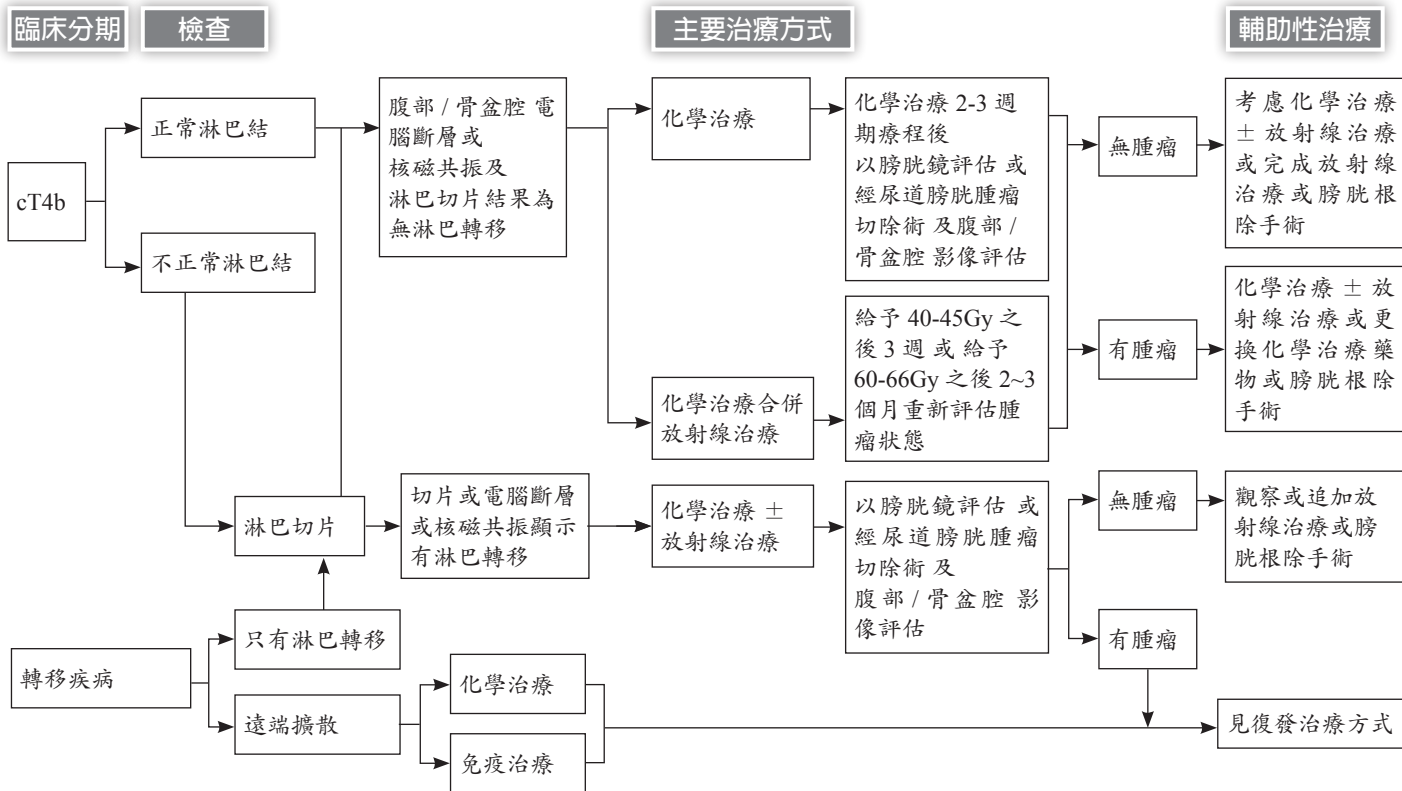 臨床分期
檢查
主要治療方式
輔助性治療
cT4b
正常淋巴結
不正常淋巴結
腹部 / 骨盆腔 電
腦斷層或
核磁共振及
淋巴切片結果為
無淋巴轉移
化學治療
化學治療 2-3 週
期療程後
以膀胱鏡評估 或
經尿道膀胱腫瘤
切除術 及腹部 /
骨盆腔 影像評估
無腫瘤
考慮化學治療
± 放射線治療
或完成放射線
治療或膀胱根
除手術
化學治療合併
放射線治療
給予 40-45Gy 之
後 3 週 或 給予
60-66Gy 之後 2~3
個月重新評估腫
瘤狀態
有腫瘤
化學治療 ± 放
射線治療或更
換化學治療藥
物或膀胱根除
手術
淋巴切片
切片或電腦斷層
或核磁共振顯示
有淋巴轉移
化學治療 ±
放射線治療
以膀胱鏡評估 或
經尿道膀胱腫瘤
切除術 及
腹部 / 骨盆腔 影
像評估
無腫瘤
觀察或追加放
射線治療或膀
胱根除手術
有腫瘤
轉移疾病
只有淋巴轉移
遠端擴散
化學治療
免疫治療
見復發治療方式